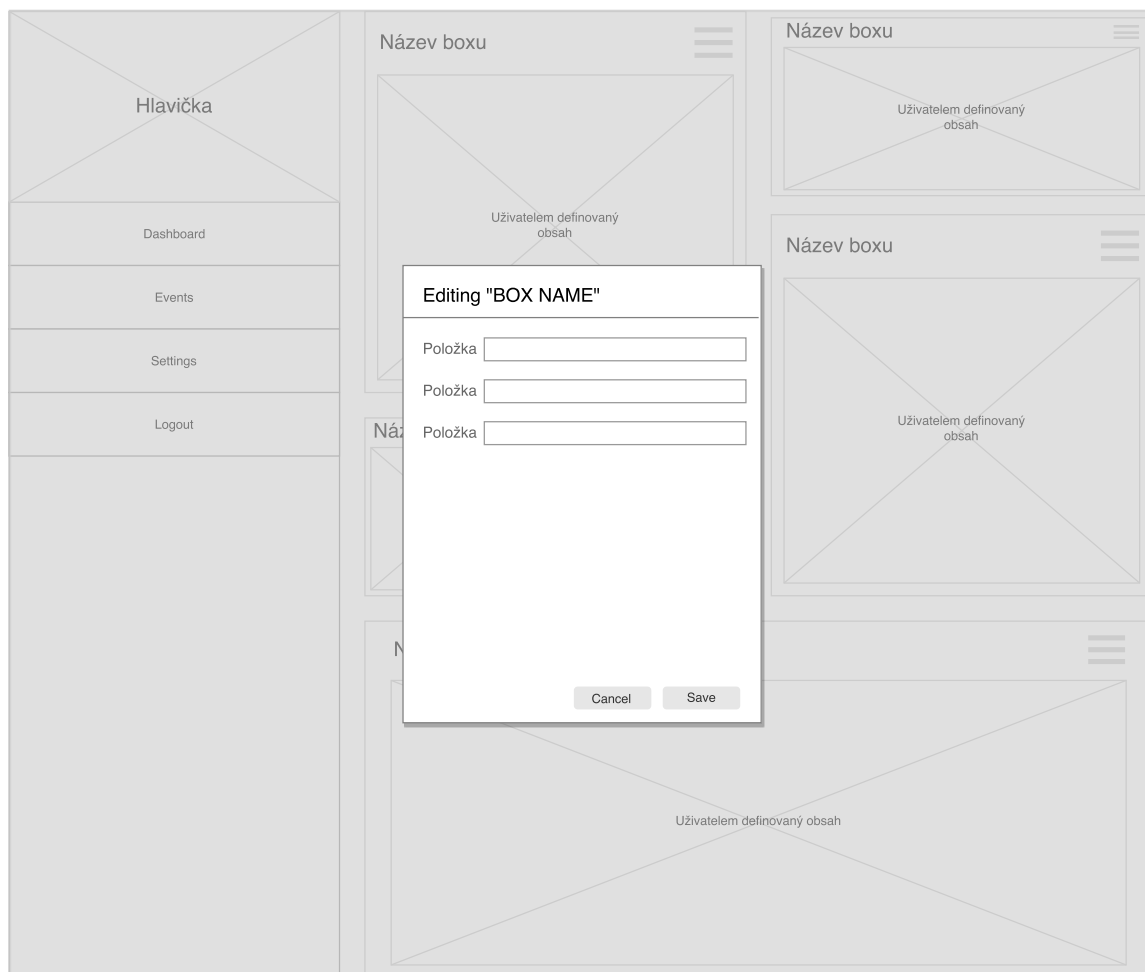 Hlavička
Dashboard
Events
Settings
Logout
Název boxu
Uživatelem definovaný
obsah
Název boxu
Uživatelem definovaný
obsah
Název boxu
Uživatelem definovaný
obsah
Editing "BOX NAME"
Položka
Položka
Položka
Cancel
Save
Uživatelem definovaný obsah